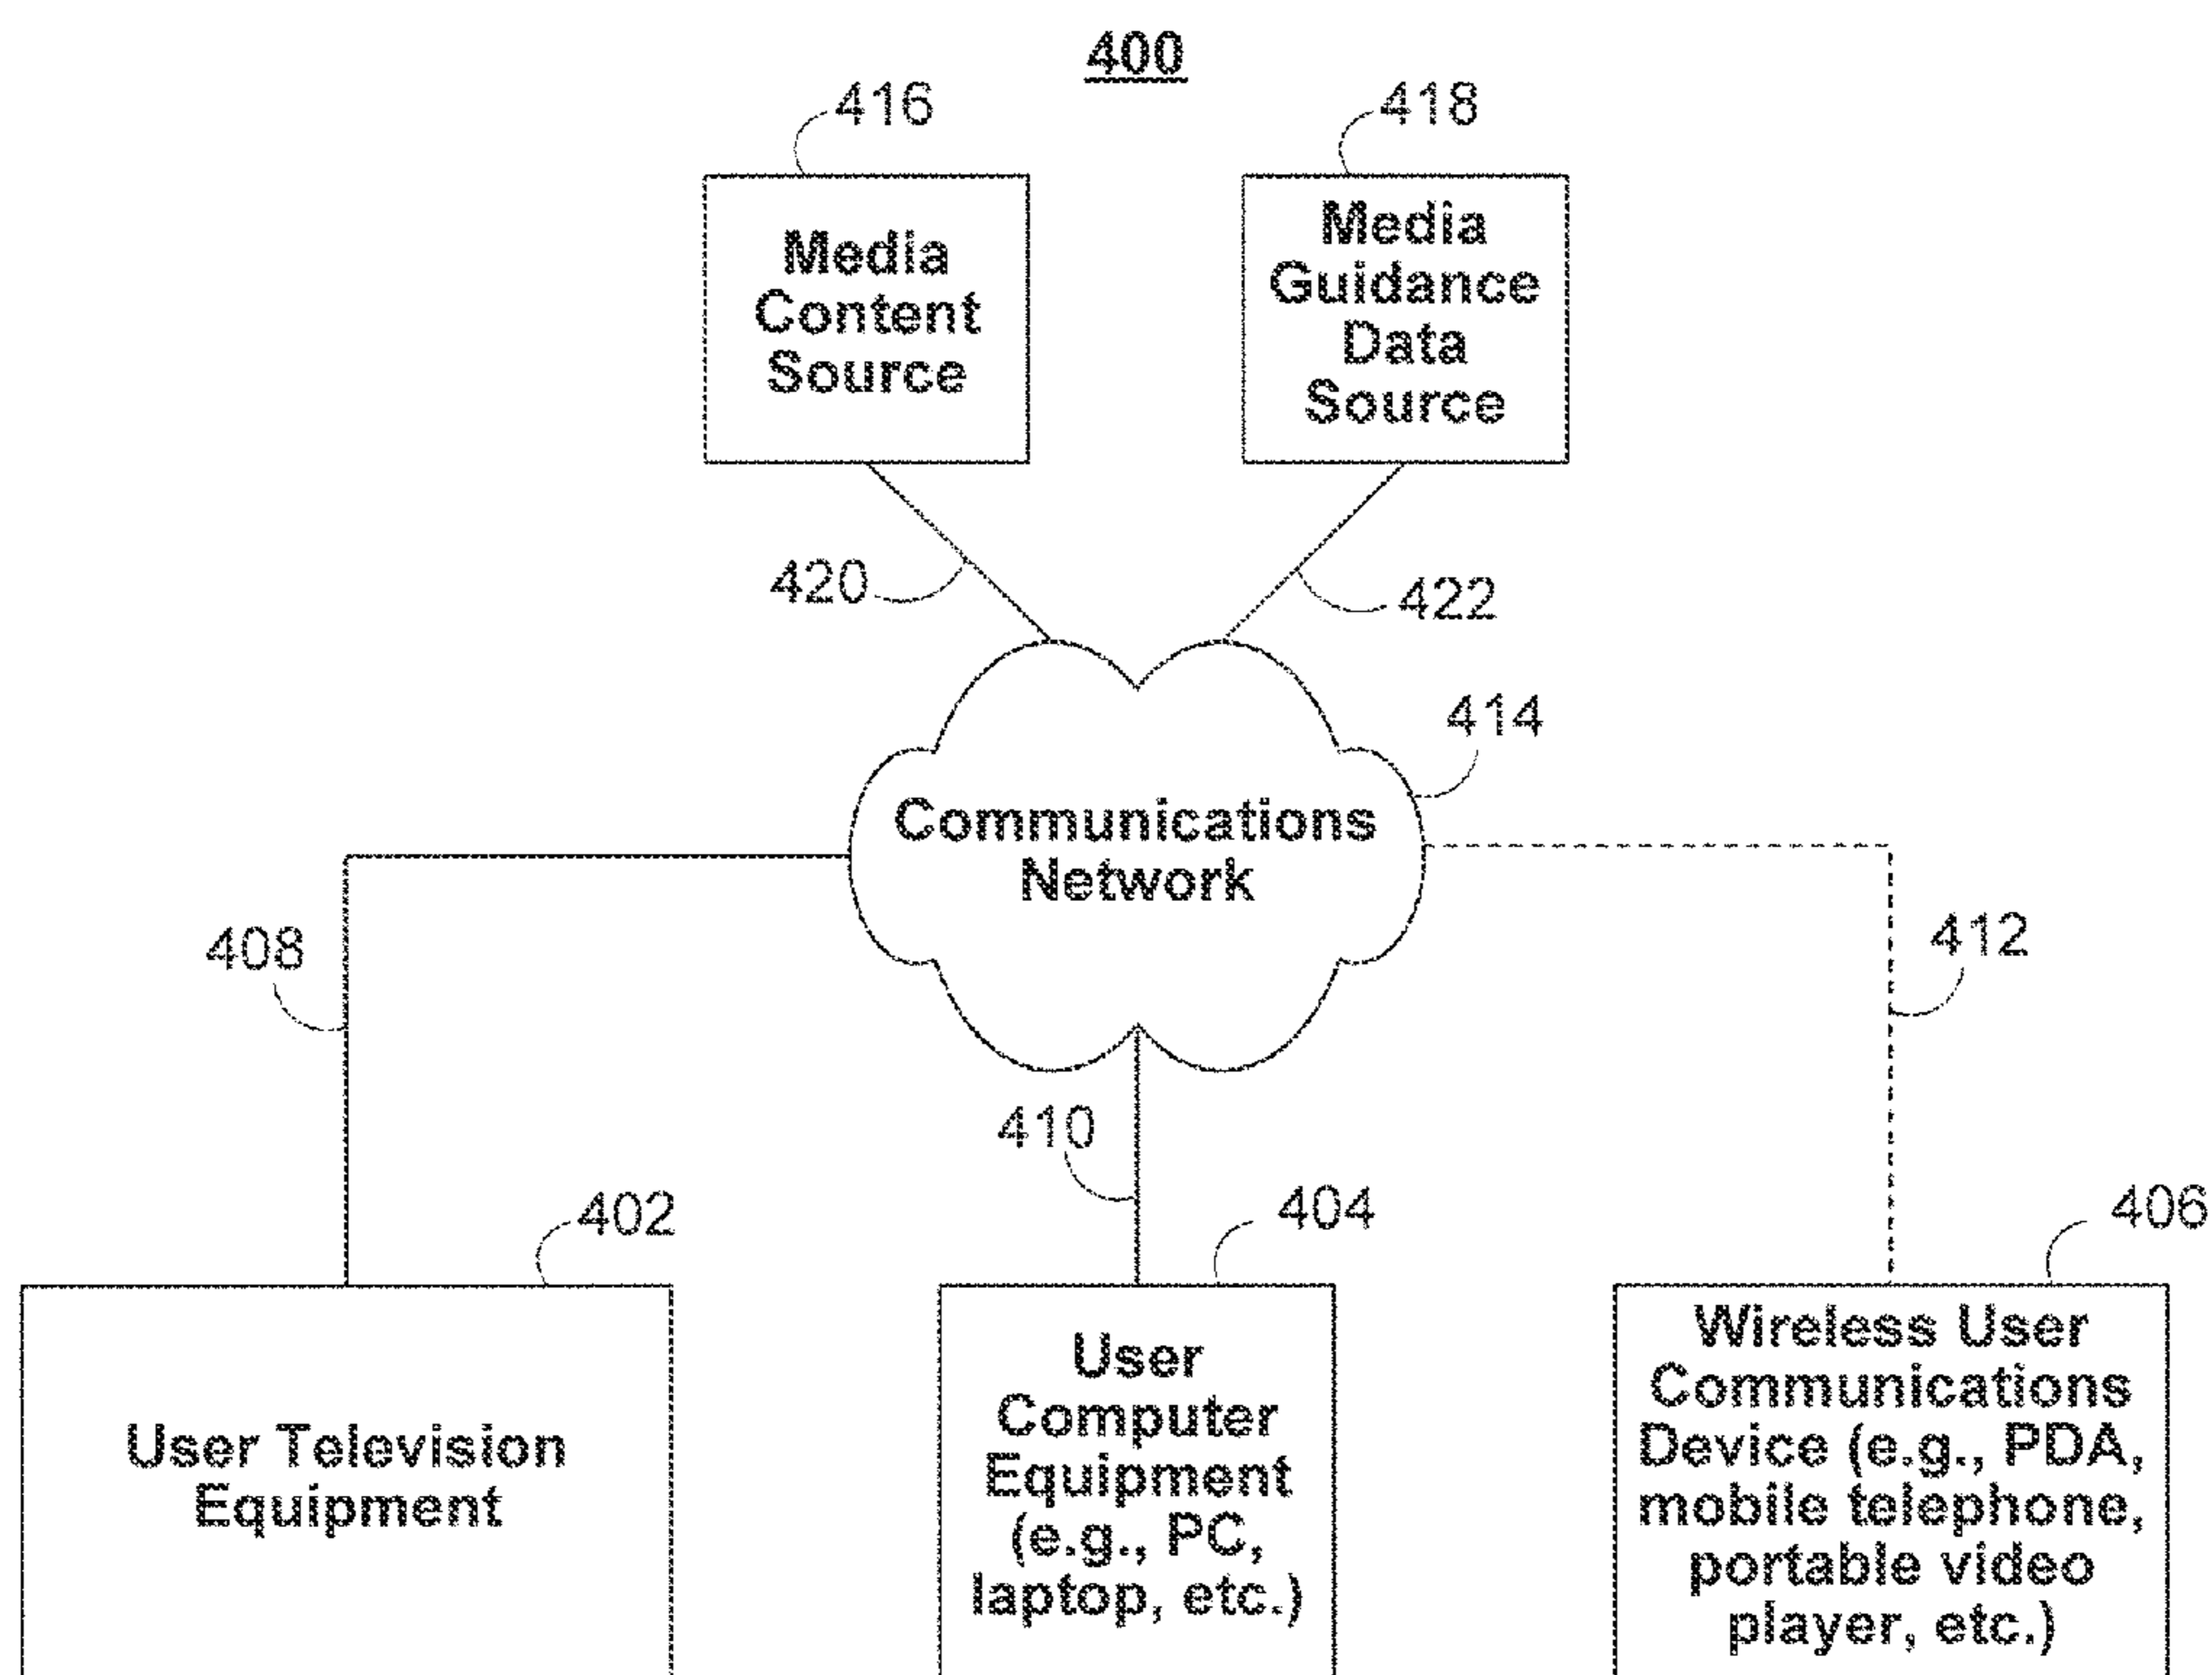 400
416
418
Media
Content
Source
Media
Guidance
Data
Source
420
422
414
Communications
Network
408
412
410
402
404
406
User Television
Equipment
User
Computer
Equipment
(e.g., PC,
laptop, etc.)
Wireless User
Communications
Device (e.g., PDA,
mobile telephone,
portable video
player, etc.)